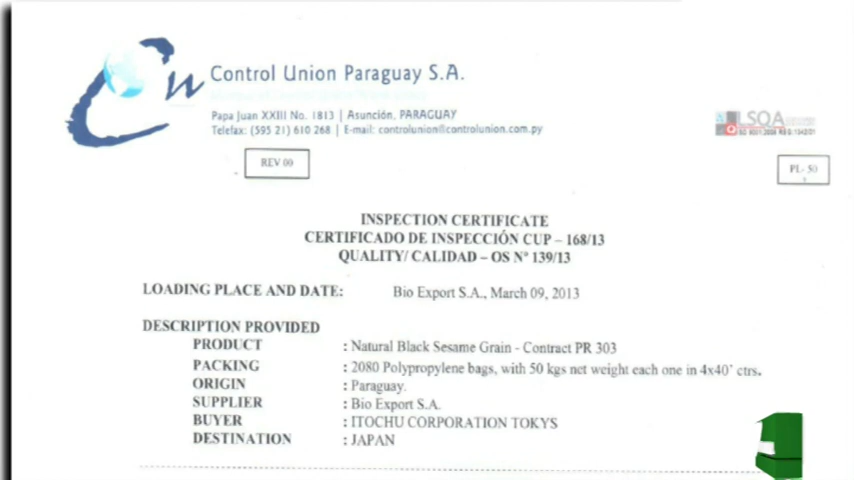 Control Union Paraguay S.A.
Papa Juan XXIII No. 1813 | Asunción, PARAGUAY
Telefax: (595 21) 610 268 | E-mail: controlunion@controlunion.com.py
LSQA
REV 00
PL- 50
INSPECTION CERTIFICATE
CERTIFICADO DE INSPECCIÓN CUP – 168/13
QUALITY/ CALIDAD – OS Nº 139/13
LOADING PLACE AND DATE: Bio Export S.A., March 09, 2013
DESCRIPTION PROVIDED
PRODUCT : Natural Black Sesame Grain - Contract PR 303
PACKING : 2080 Polypropylene bags, with 50 kgs net weight each one in 4x40' ctrs.
ORIGIN : Paraguay.
SUPPLIER : Bio Export S.A.
BUYER : ITOCHU CORPORATION TOKYS
DESTINATION : JAPAN